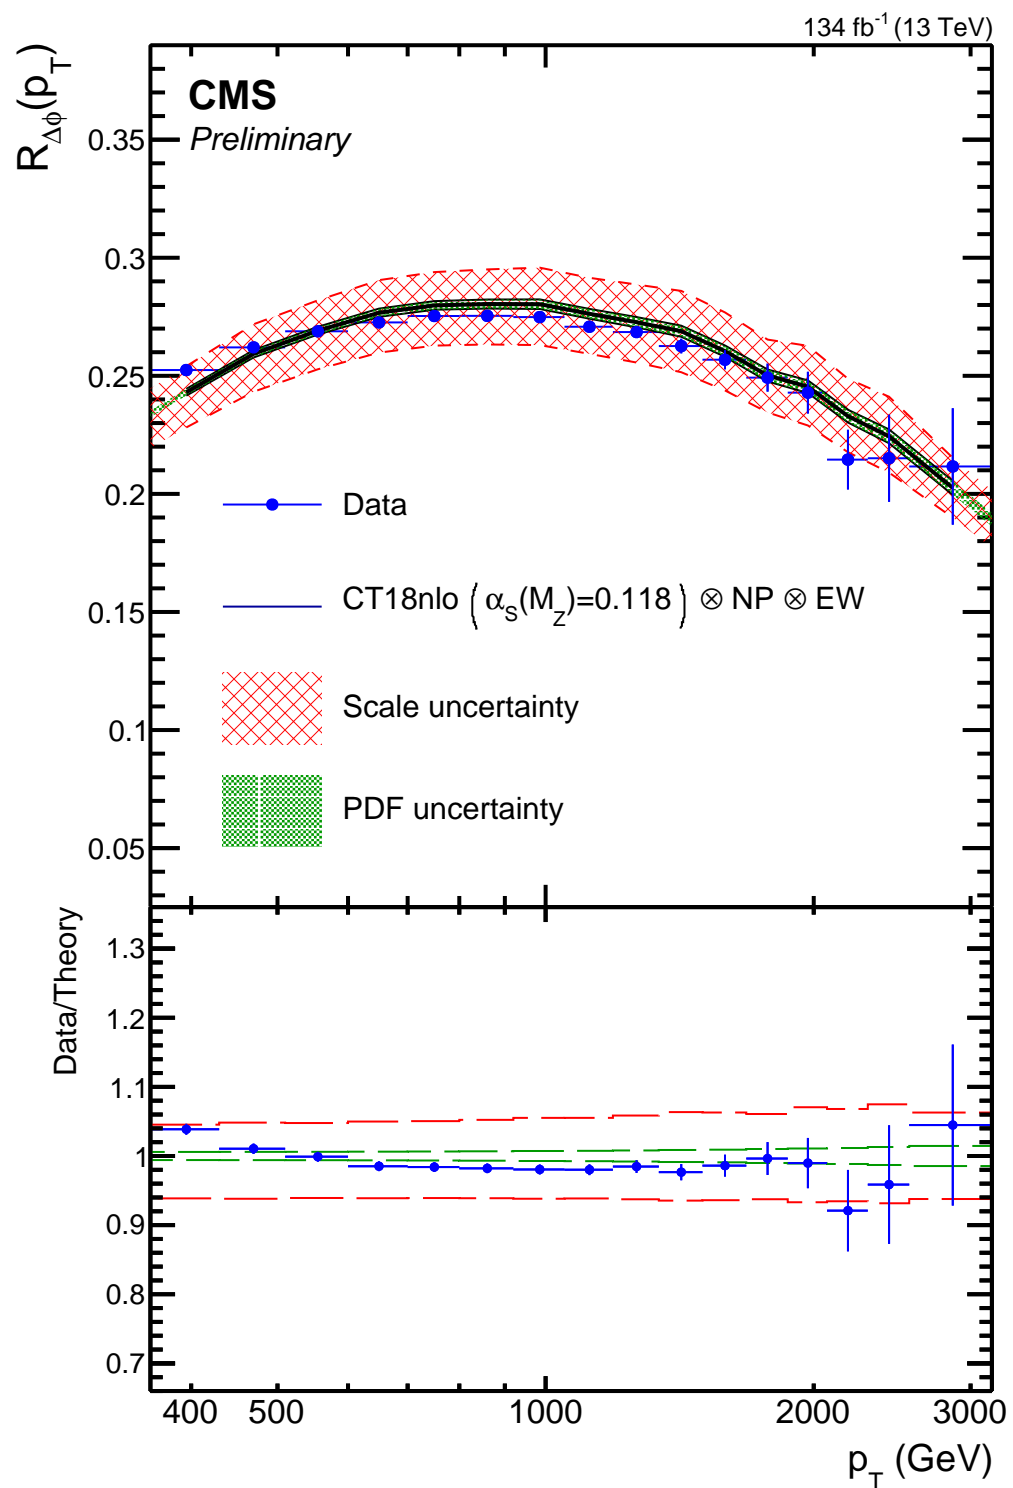 134 fb⁻¹ (13 TeV)
R_Δϕ(p_T)
CMS
Preliminary
0.35
0.3
0.25
0.2
0.15
0.1
0.05
Data
CT18nlo (α_S(M_Z)=0.118) ⊗ NP ⊗ EW
Scale uncertainty
PDF uncertainty
Data/Theory
1.3
1.2
1.1
1
0.9
0.8
0.7
400 500 1000 2000 3000
p_T (GeV)